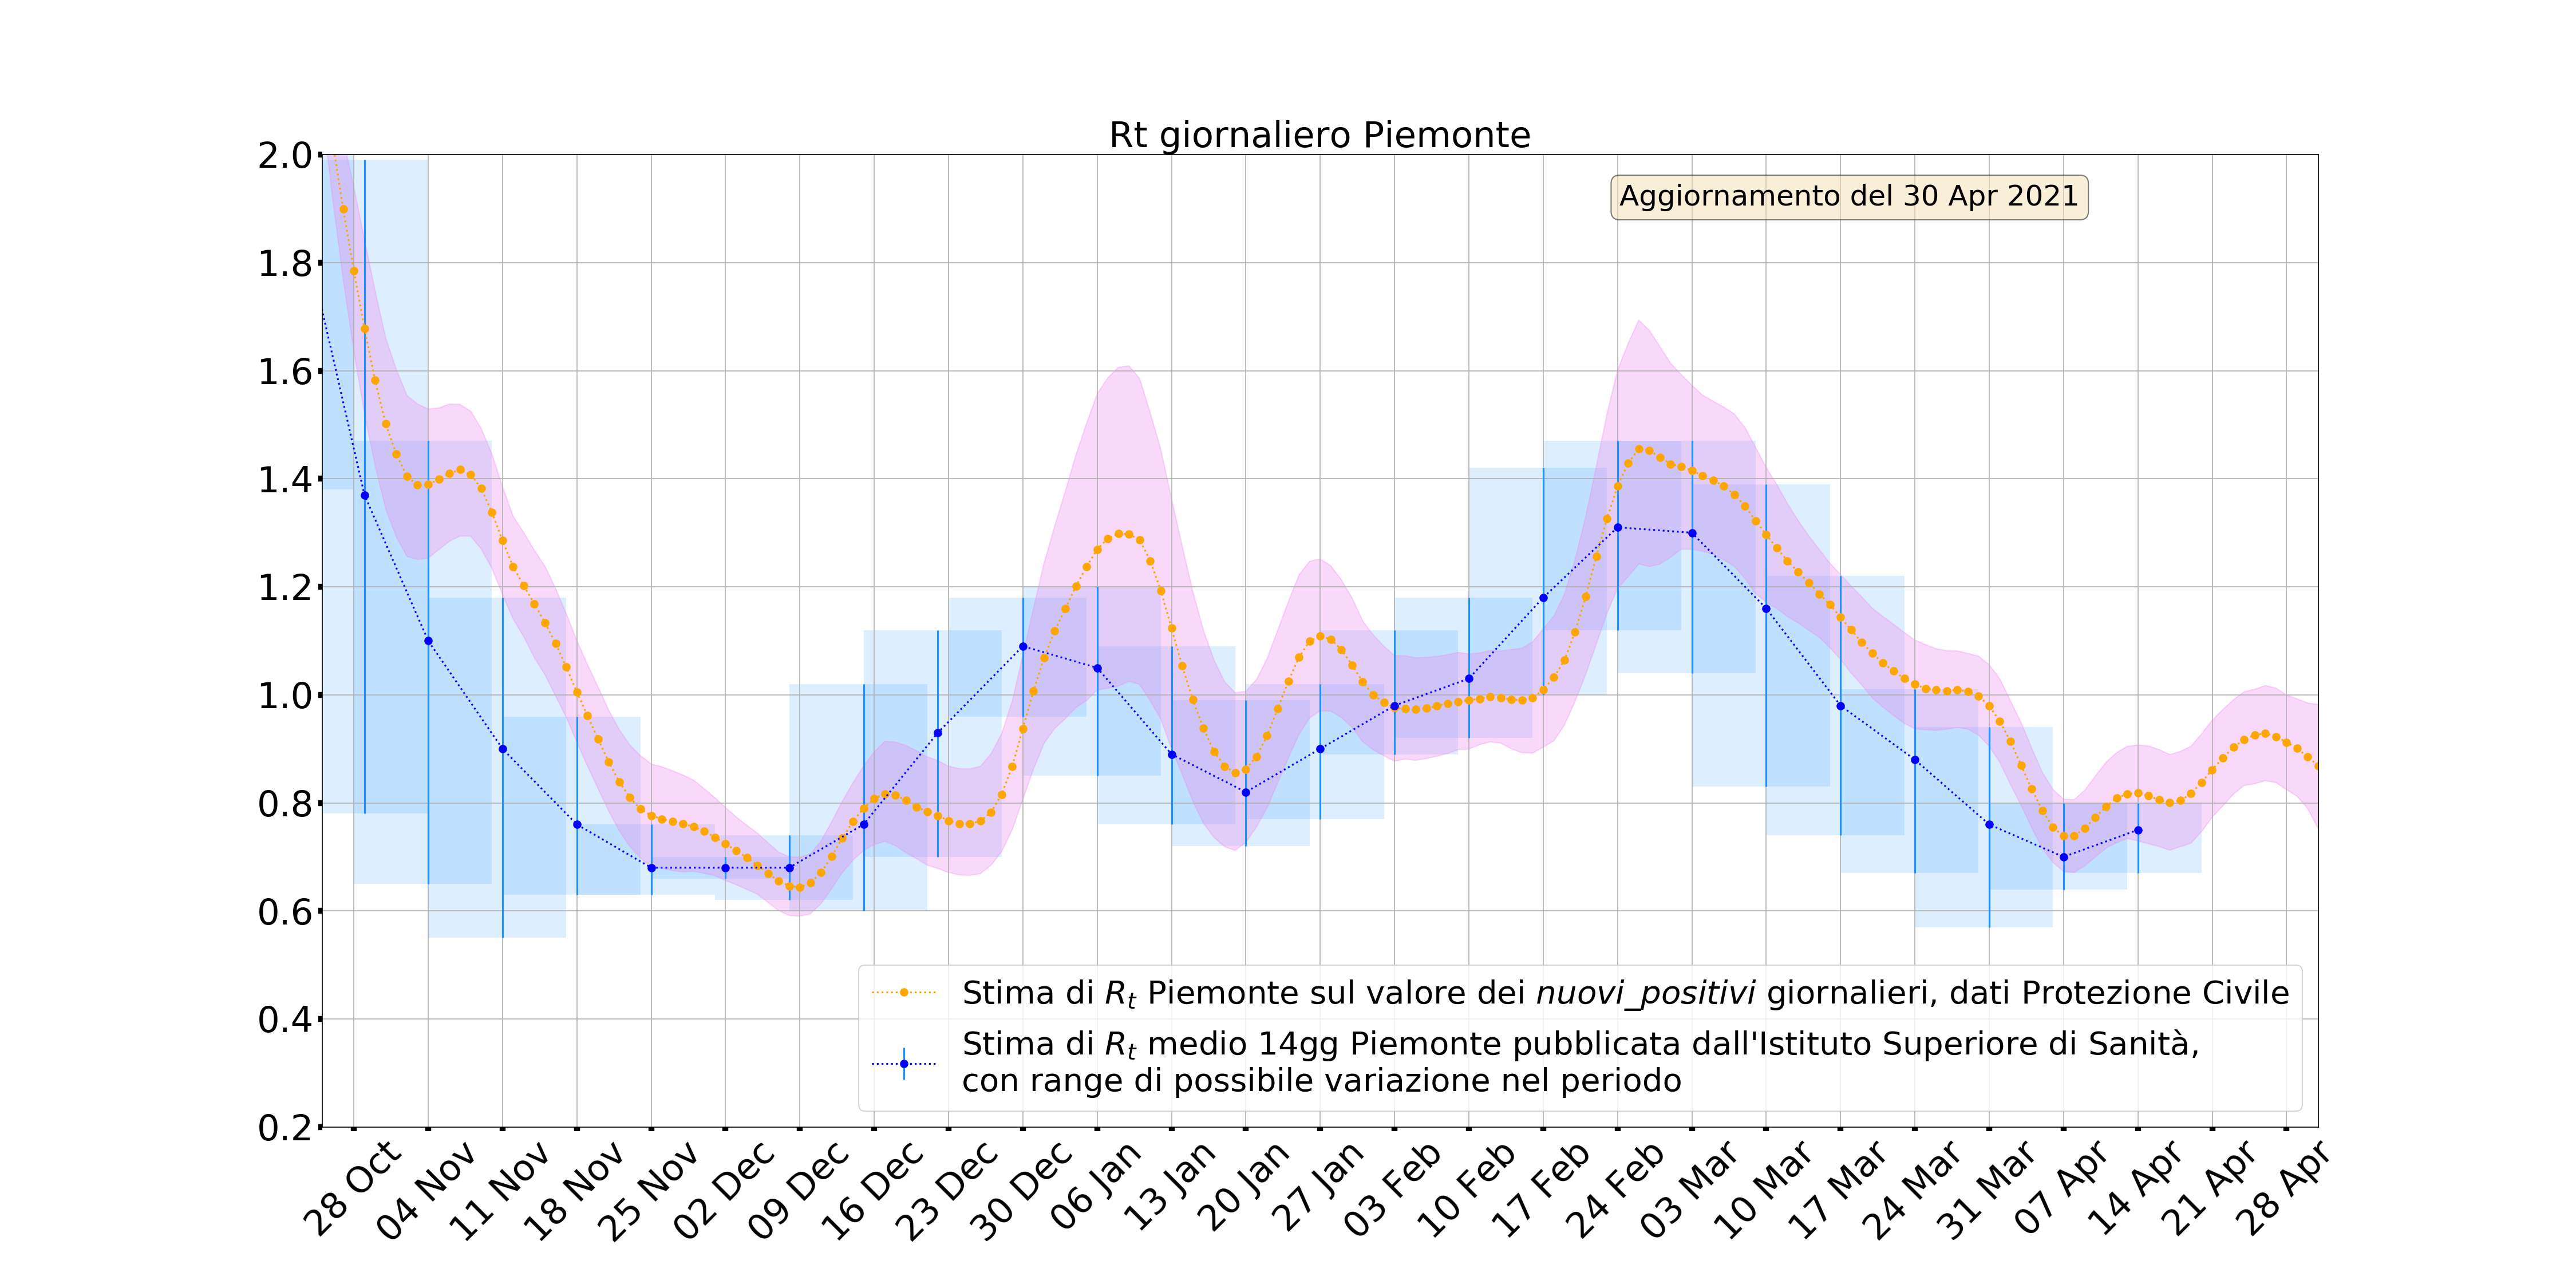 Rt giornaliero Piemonte
Aggiornamento del 30 Apr 2021
2.0
1.8
1.6
1.4
1.2
1.0
0.8
0.6
0.4
0.2
Stima di Rt Piemonte sul valore dei nuovi_positivi giornalieri, dati Protezione Civile
Stima di Rt medio 14gg Piemonte pubblicata dall'Istituto Superiore di Sanità,
con range di possibile variazione nel periodo
28 Oct
04 Nov
11 Nov
18 Nov
25 Nov
02 Dec
09 Dec
16 Dec
23 Dec
30 Dec
06 Jan
13 Jan
20 Jan
27 Jan
03 Feb
10 Feb
17 Feb
24 Feb
03 Mar
10 Mar
17 Mar
24 Mar
31 Mar
07 Apr
14 Apr
21 Apr
28 Apr